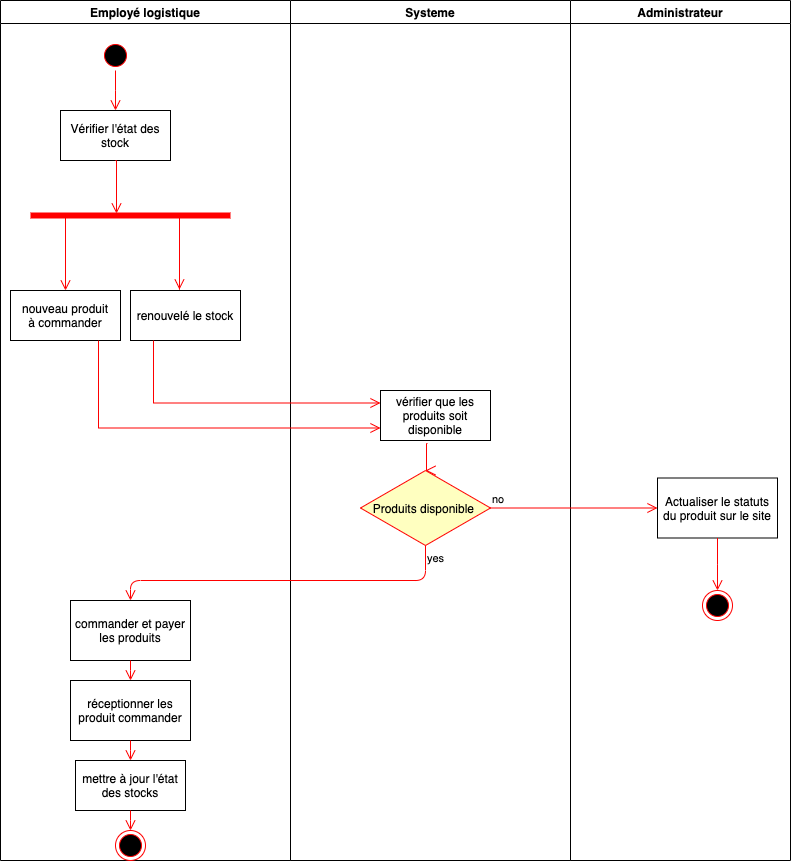 Employé logistique
Systeme
Administrateur
Vérifier l'état des
stock
nouveau produit
à commander
renouvelé le stock
vérifier que les
produits soit
disponible
Produits disponible
no
Actualiser le statuts
du produit sur le site
yes
commander et payer
les produits
réceptionner les
produit commander
mettre à jour l'état
des stocks